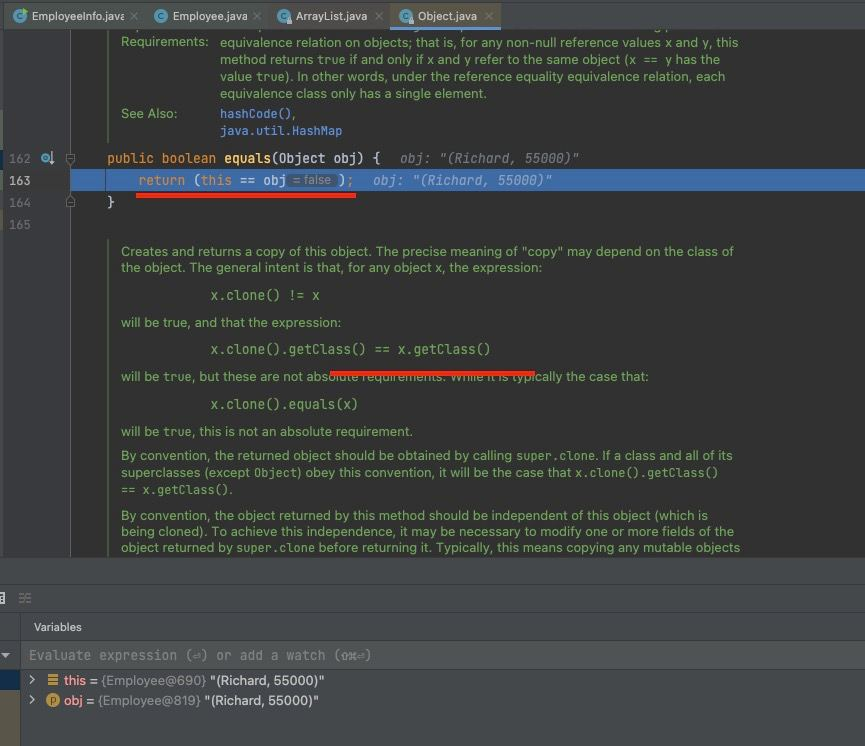 EmployeeInfo.java Employee.java ArrayList.java Object.java
Requirements: equivalence relation on objects; that is, for any non-null reference values x and y, this
method returns true if and only if x and y refer to the same object (x == y has the
value true). In other words, under the reference equality equivalence relation, each
equivalence class only has a single element.
See Also: hashCode(),
java.util.HashMap
162 public boolean equals(Object obj) { obj: "(Richard, 55000)"
163 return (this == obj = false ); obj: "(Richard, 55000)"
164 }
165
Creates and returns a copy of this object. The precise meaning of "copy" may depend on the class of
the object. The general intent is that, for any object x, the expression:
x.clone() != x
will be true, and that the expression:
x.clone().getClass() == x.getClass()
will be true, but these are not absolute requirements. While it is typically the case that:
x.clone().equals(x)
will be true, this is not an absolute requirement.
By convention, the returned object should be obtained by calling super.clone. If a class and all of its
superclasses (except Object) obey this convention, it will be the case that x.clone().getClass()
== x.getClass().
By convention, the object returned by this method should be independent of this object (which is
being cloned). To achieve this independence, it may be necessary to modify one or more fields of the
object returned by super.clone before returning it. Typically, this means copying any mutable objects
Variables
Evaluate expression (⏎) or add a watch (⇧⌘⏎)
this = {Employee@690} "(Richard, 55000)"
obj = {Employee@819} "(Richard, 55000)"